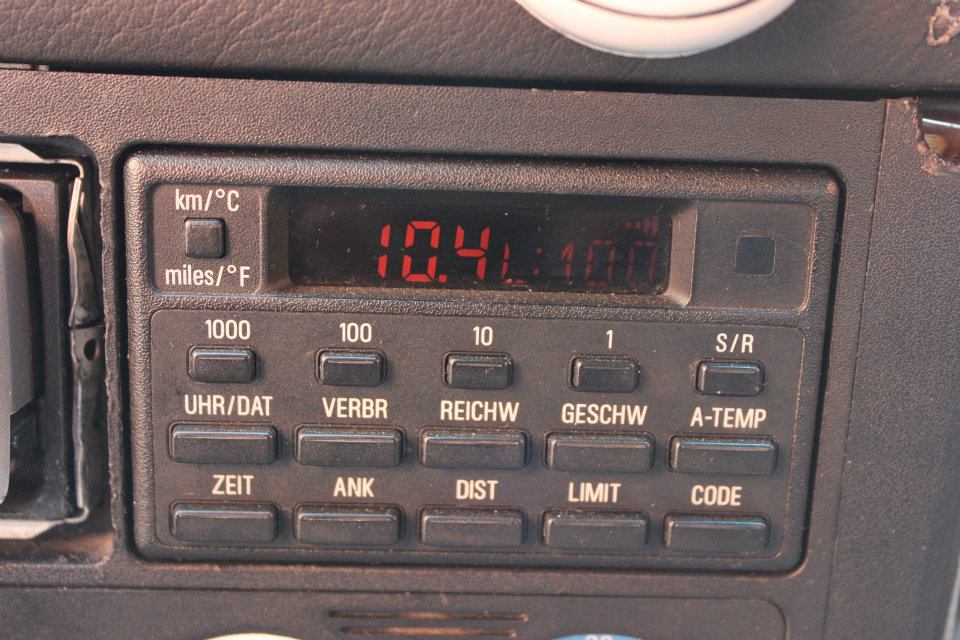 km/°C
10.4 L:100
miles/°F
1000 100 10 1 S/R
UHR/DAT VERBR REICHW GESCHW A-TEMP
ZEIT ANK DIST LIMIT CODE